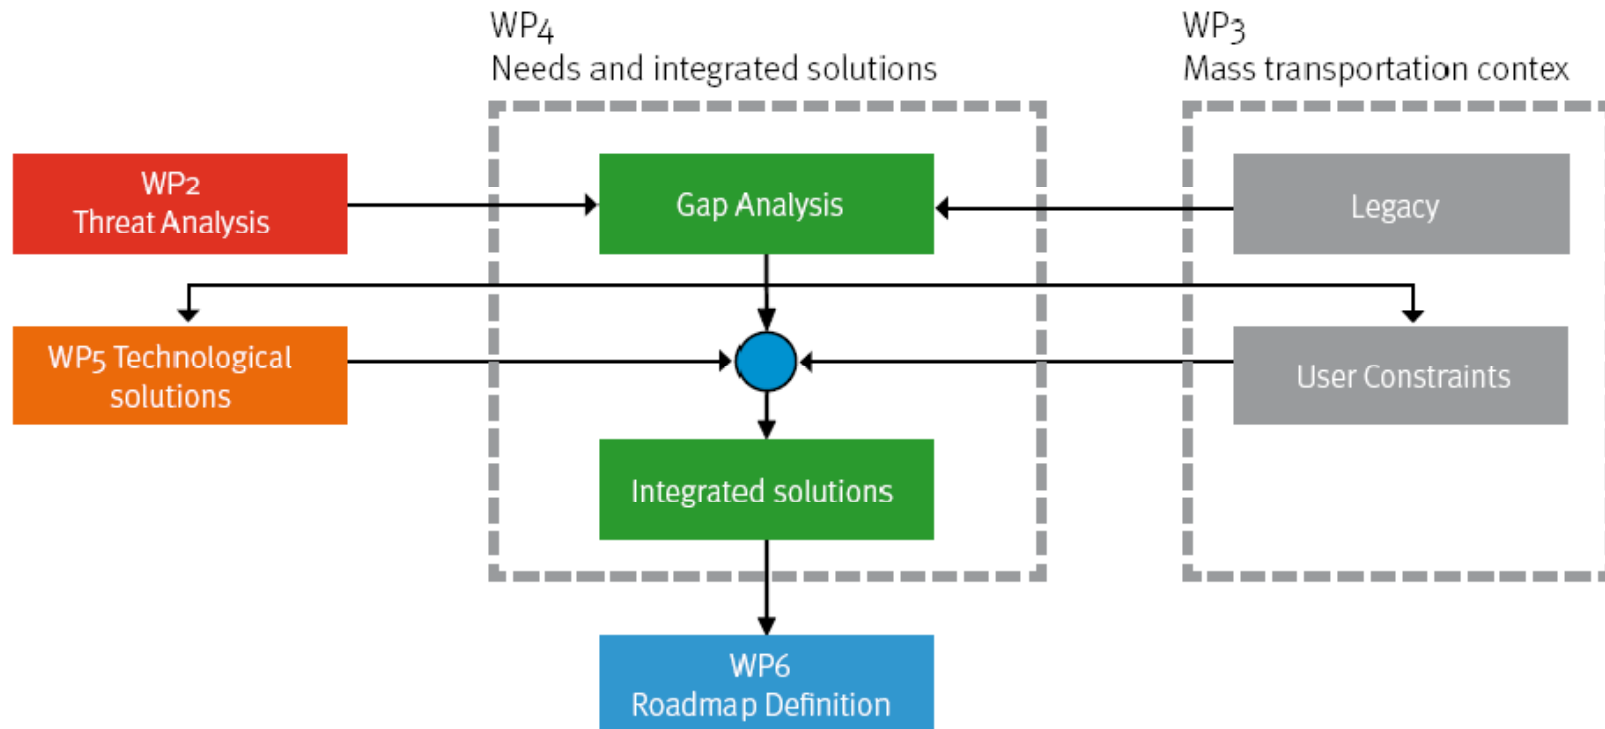 WP4
Needs and integrated solutions
WP3
Mass transportation contex
WP2
Threat Analysis
Gap Analysis
Legacy
WP5 Technological
solutions
User Constraints
Integrated solutions
WP6
Roadmap Definition